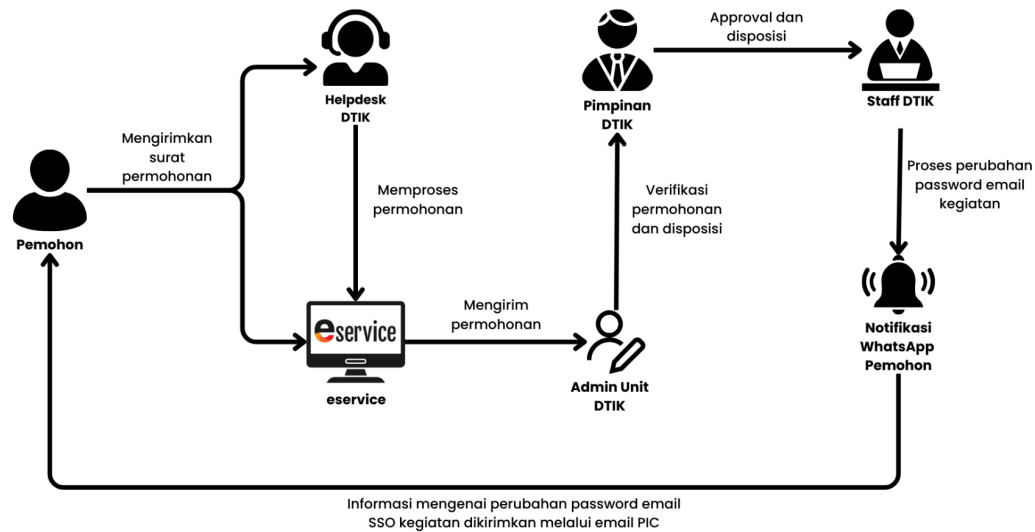 Mengirimkan
surat
permohonan
Pemohon
Helpdesk
DTIK
Memproses
permohonan
eservice
eservice
Mengirim
permohonan
Admin Unit
DTIK
Verifikasi
permohonan
dan disposisi
Pimpinan
DTIK
Approval dan
disposisi
Staff DTIK
Proses perubahan
password email
kegiatan
Notifikasi
WhatsApp
Pemohon
Informasi mengenai perubahan password email
SSO kegiatan dikirimkan melalui email PIC